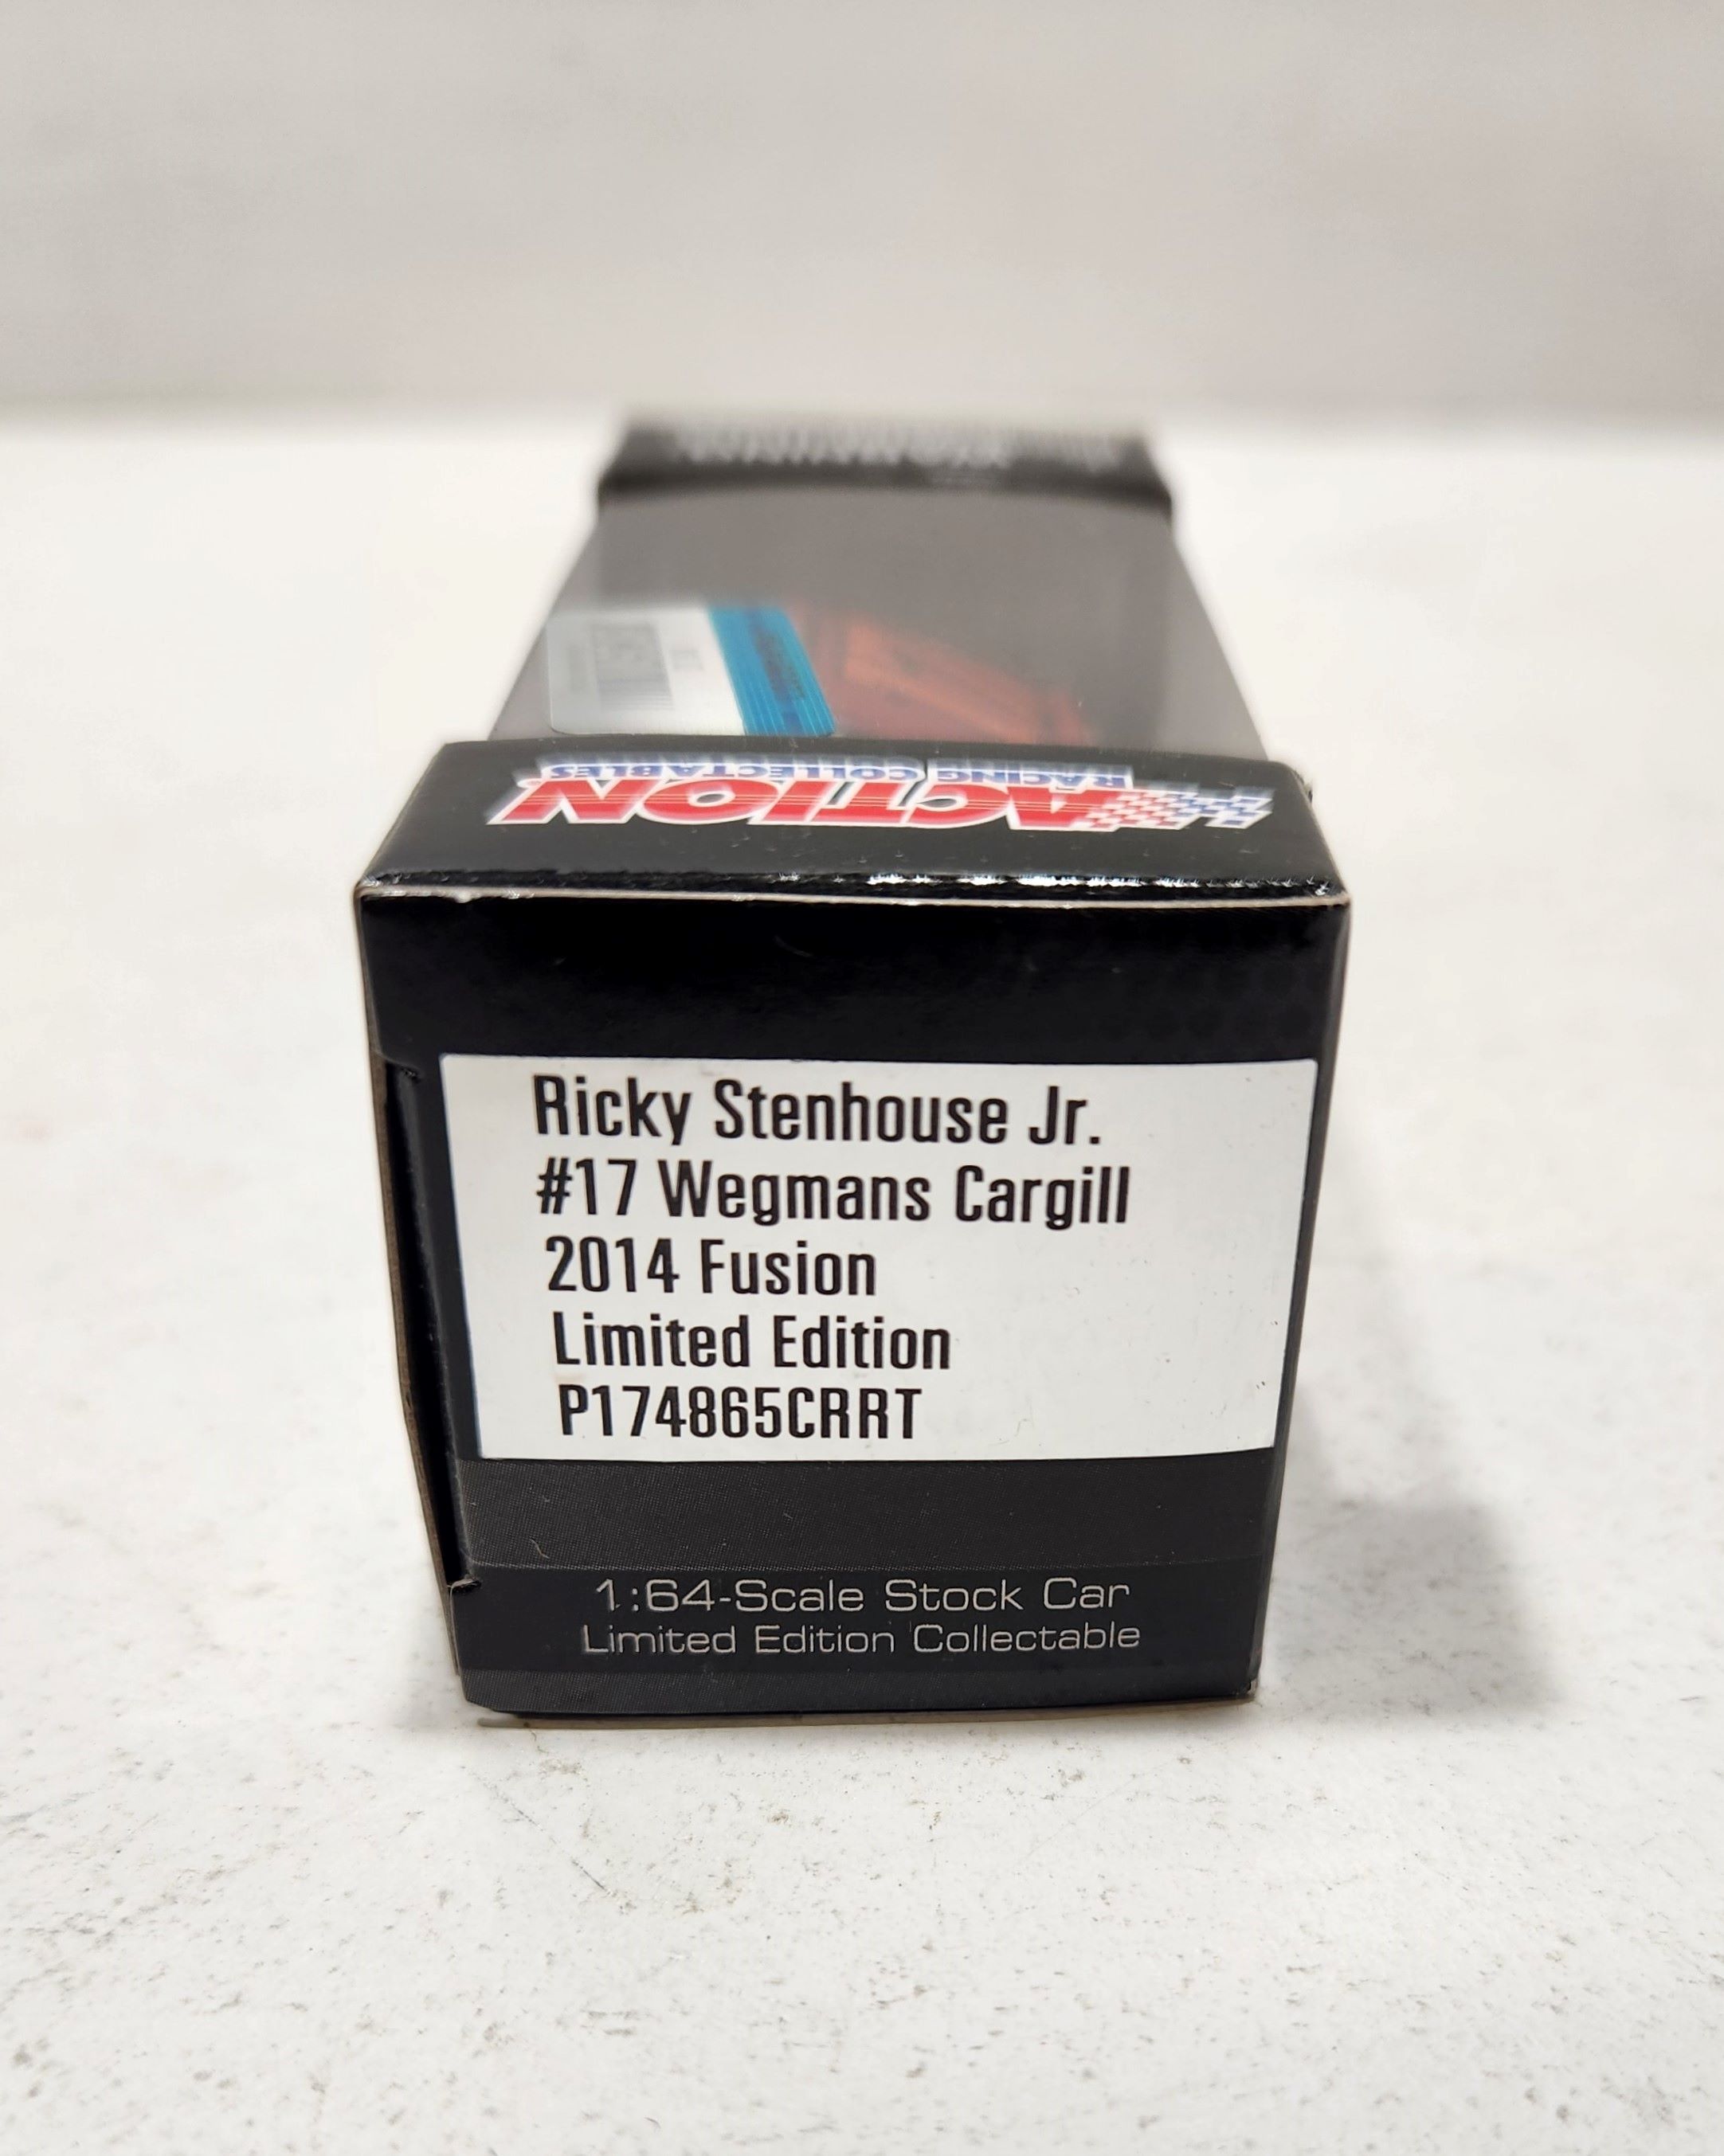 ACTION
RACING COLLECTABLES
Ricky Stenhouse Jr.
#17 Wegmans Cargill
2014 Fusion
Limited Edition
P174865CRRT
1:64-Scale Stock Car
Limited Edition Collectable